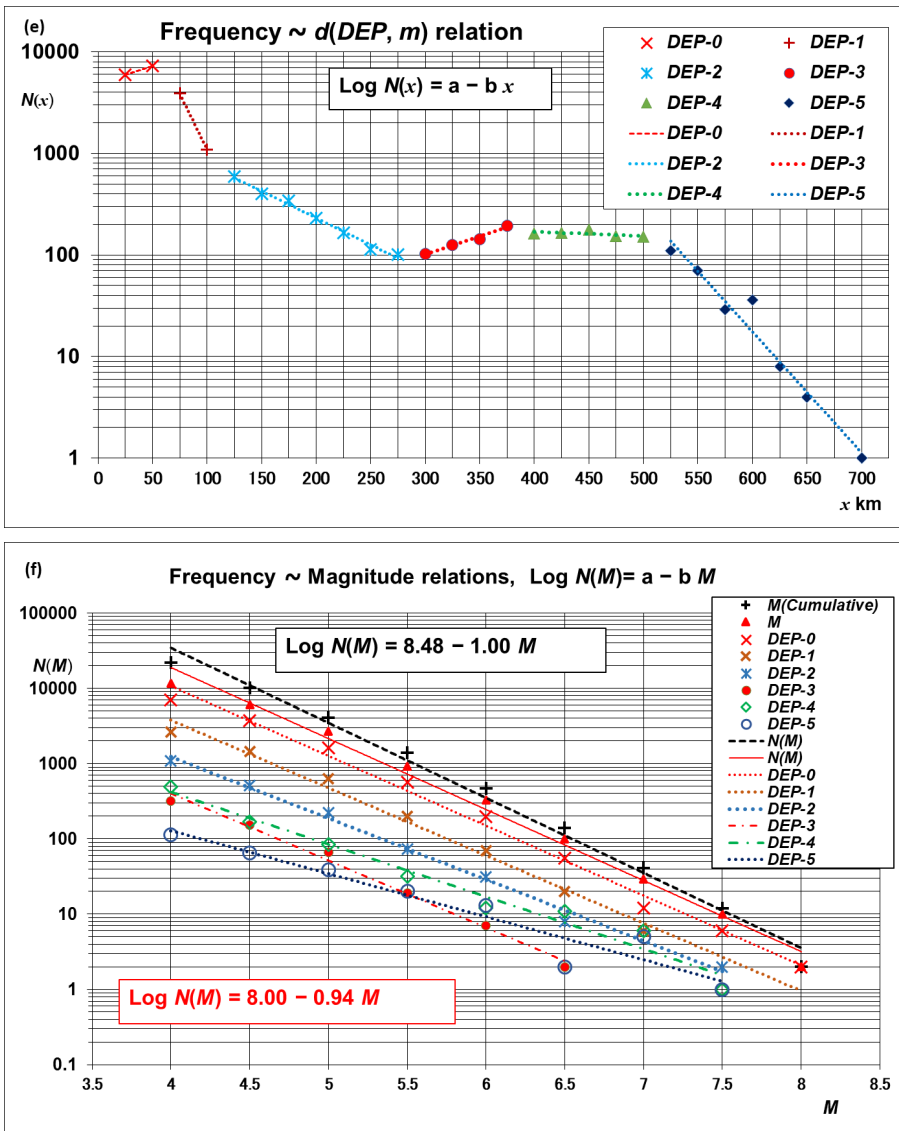 (e)
Frequency ~ d(DEP, m) relation
10000
N(x)
1000
100
10
1
Log N(x) = a – b x
DEP-0 DEP-1
DEP-2 DEP-3
DEP-4 DEP-5
DEP-0 DEP-1
DEP-2 DEP-3
DEP-4 DEP-5
0 50 100 150 200 250 300 350 400 450 500 550 600 650 700
x km
(f)
Frequency ~ Magnitude relations, Log N(M)= a – b M
100000
N(M)
10000
1000
100
10
1
0.1
Log N(M) = 8.48 – 1.00 M
M(Cumulative)
M
DEP-0
DEP-1
DEP-2
DEP-3
DEP-4
DEP-5
N(M)
N(M)
DEP-0
DEP-1
DEP-2
DEP-3
DEP-4
DEP-5
Log N(M) = 8.00 – 0.94 M
3.5 4 4.5 5 5.5 6 6.5 7 7.5 8 8.5
M